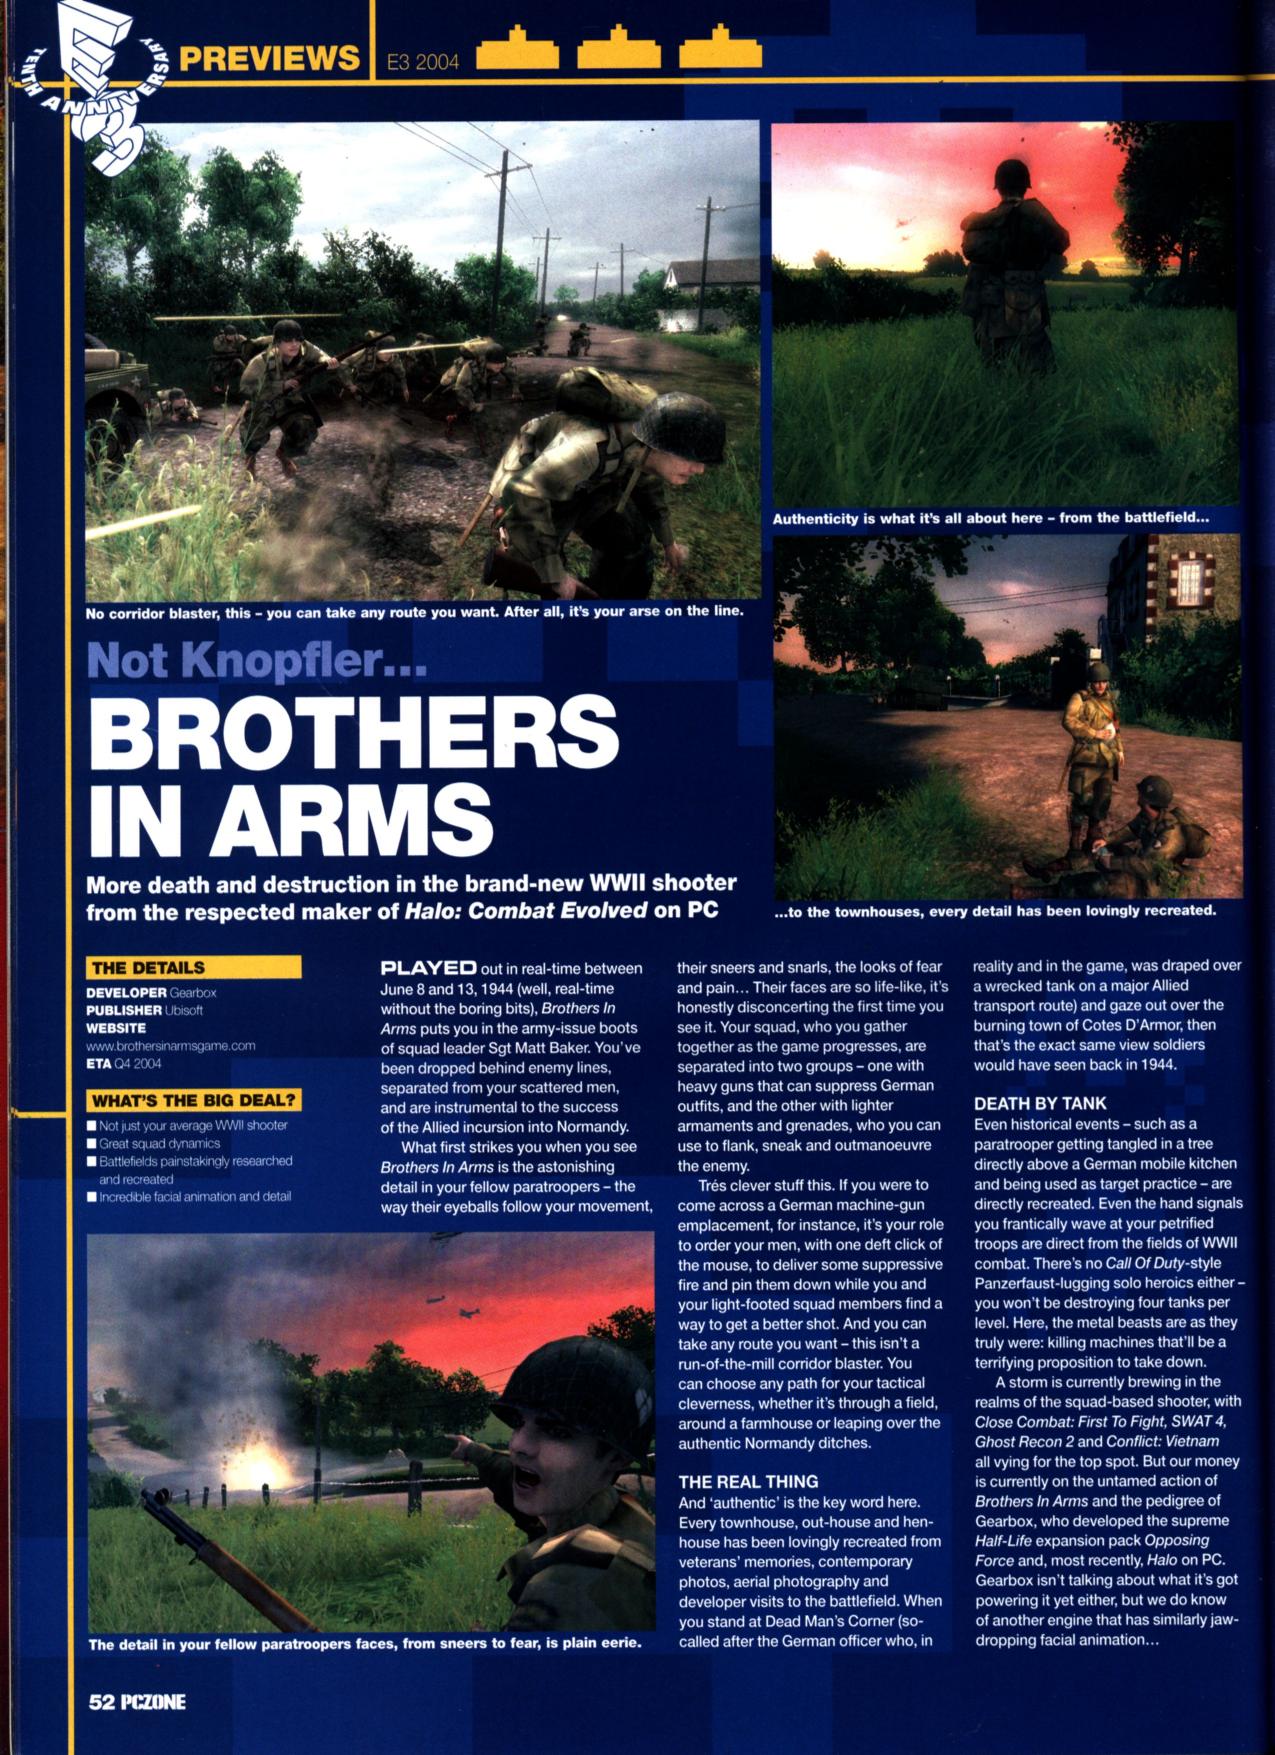 TENTH ANNIVERSARY
E3
PREVIEWS
E3 2004
No corridor blaster, this – you can take any route you want. After all, it's your arse on the line.
Authenticity is what it's all about here – from the battlefield...
...to the townhouses, every detail has been lovingly recreated.
Not Knopfler...
BROTHERS
IN ARMS
More death and destruction in the brand-new WWII shooter
from the respected maker of Halo: Combat Evolved on PC
THE DETAILS
DEVELOPER Gearbox
PUBLISHER Ubisoft
WEBSITE
www.brothersinarmsgame.com
ETA Q4 2004
WHAT'S THE BIG DEAL?
Not just your average WWII shooter
Great squad dynamics
Battlefields painstakingly researched
and recreated
Incredible facial animation and detail
PLAYED out in real-time between
June 8 and 13, 1944 (well, real-time
without the boring bits), Brothers In
Arms puts you in the army-issue boots
of squad leader Sgt Matt Baker. You've
been dropped behind enemy lines,
separated from your scattered men,
and are instrumental to the success
of the Allied incursion into Normandy.
What first strikes you when you see
Brothers In Arms is the astonishing
detail in your fellow paratroopers – the
way their eyeballs follow your movement,
their sneers and snarls, the looks of fear
and pain... Their faces are so life-like, it's
honestly disconcerting the first time you
see it. Your squad, who you gather
together as the game progresses, are
separated into two groups – one with
heavy guns that can suppress German
outfits, and the other with lighter
armaments and grenades, who you can
use to flank, sneak and outmanoeuvre
the enemy.
Trés clever stuff this. If you were to
come across a German machine-gun
emplacement, for instance, it's your role
to order your men, with one deft click of
the mouse, to deliver some suppressive
fire and pin them down while you and
your light-footed squad members find a
way to get a better shot. And you can
take any route you want – this isn't a
run-of-the-mill corridor blaster. You
can choose any path for your tactical
cleverness, whether it's through a field,
around a farmhouse or leaping over the
authentic Normandy ditches.
THE REAL THING
And 'authentic' is the key word here.
Every townhouse, out-house and hen-
house has been lovingly recreated from
veterans' memories, contemporary
photos, aerial photography and
developer visits to the battlefield. When
you stand at Dead Man's Corner (so-
called after the German officer who, in
reality and in the game, was draped over
a wrecked tank on a major Allied
transport route) and gaze out over the
burning town of Cotes D'Armor, then
that's the exact same view soldiers
would have seen back in 1944.
DEATH BY TANK
Even historical events – such as a
paratrooper getting tangled in a tree
directly above a German mobile kitchen
and being used as target practice – are
directly recreated. Even the hand signals
you frantically wave at your petrified
troops are direct from the fields of WWII
combat. There's no Call Of Duty-style
Panzerfaust-lugging solo heroics either –
you won't be destroying four tanks per
level. Here, the metal beasts are as they
truly were: killing machines that'll be a
terrifying proposition to take down.
A storm is currently brewing in the
realms of the squad-based shooter, with
Close Combat: First To Fight, SWAT 4,
Ghost Recon 2 and Conflict: Vietnam
all vying for the top spot. But our money
is currently on the untamed action of
Brothers In Arms and the pedigree of
Gearbox, who developed the supreme
Half-Life expansion pack Opposing
Force and, most recently, Halo on PC.
Gearbox isn't talking about what it's got
powering it yet either, but we do know
of another engine that has similarly jaw-
dropping facial animation...
The detail in your fellow paratroopers faces, from sneers to fear, is plain eerie.
52 PCZONE